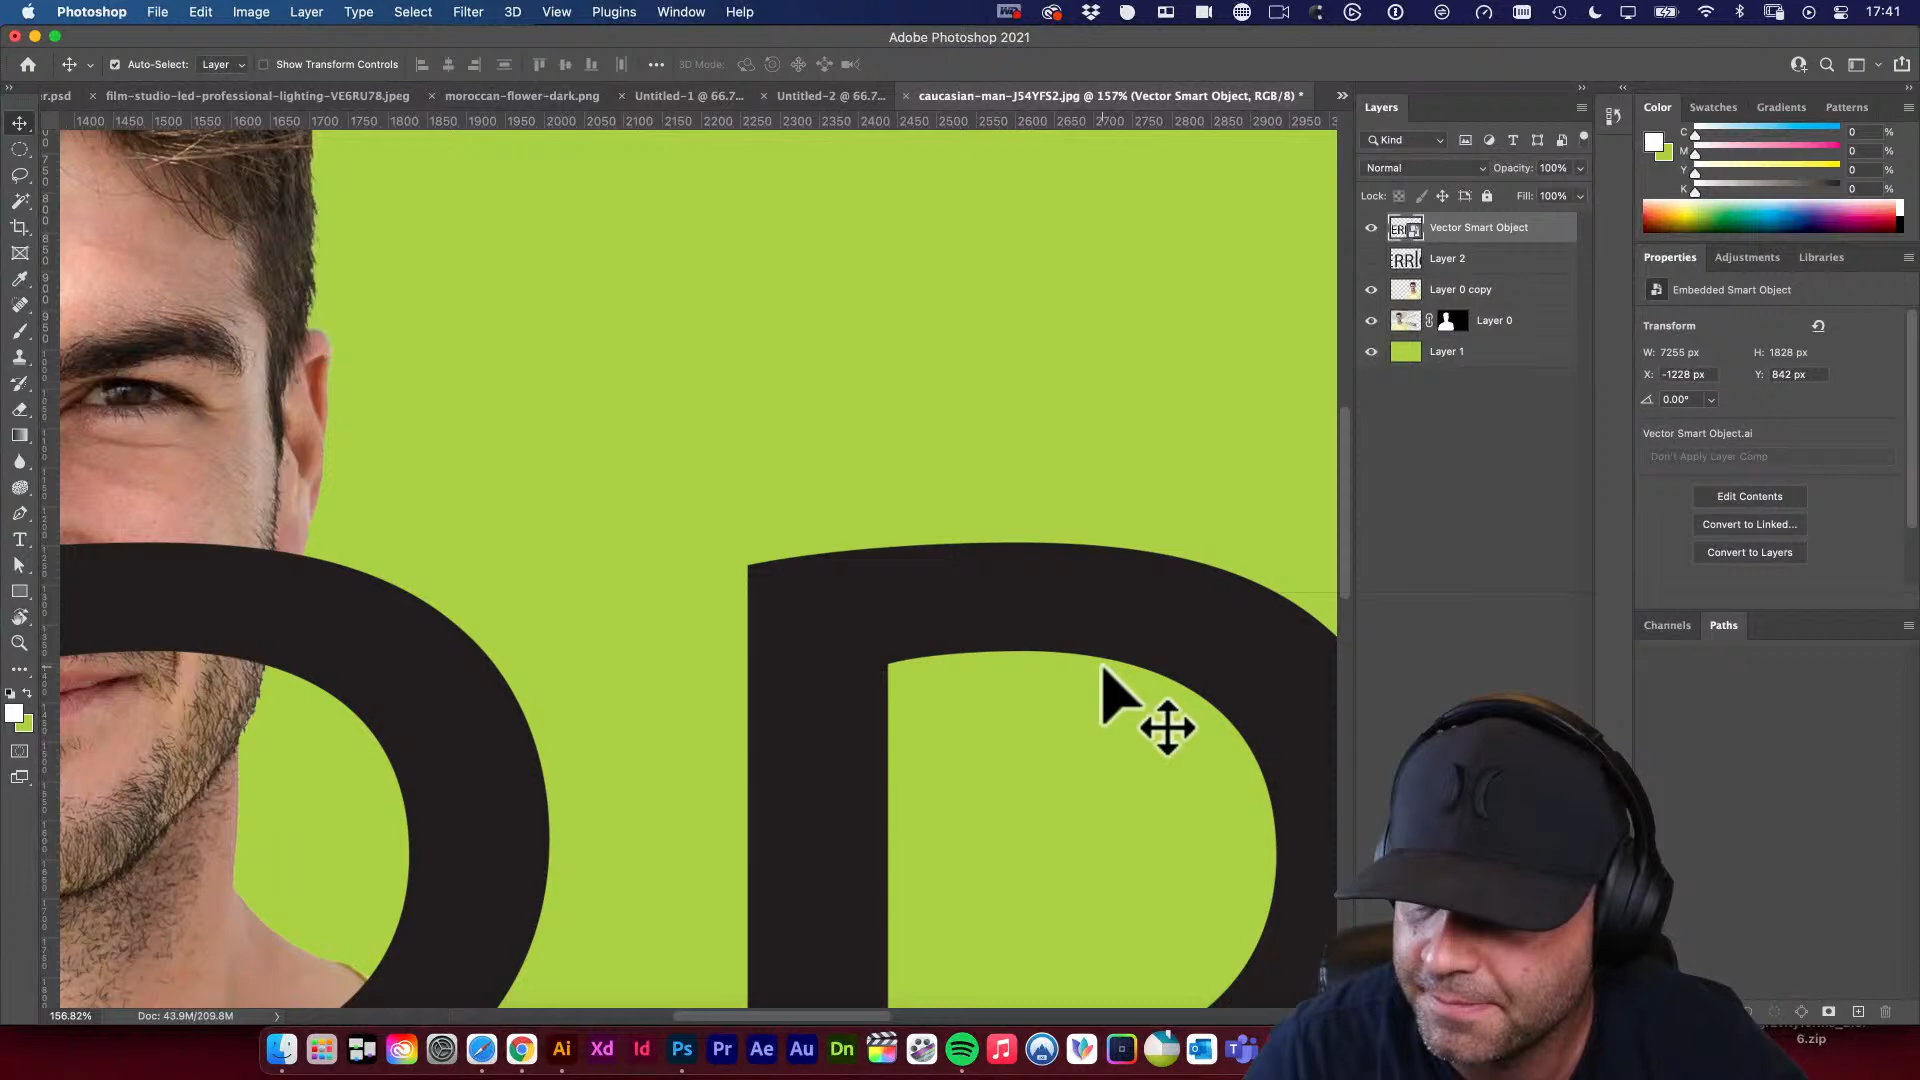 Photoshop File Edit Image Layer Type Select Filter 3D View Plugins Window Help 17:41
Adobe Photoshop 2021
Auto-Select: Layer Show Transform Controls 3D Mode:
r.psd film-studio-led-professional-lighting-VE6RU78.jpeg moroccan-flower-dark.png Untitled-1 @ 66.7... Untitled-2 @ 66.7... caucasian-man-J54YFS2.jpg @ 157% (Vector Smart Object, RGB/8) *
1400 1450 1500 1550 1600 1650 1700 1750 1800 1850 1900 1950 2000 2050 2100 2150 2200 2250 2300 2350 2400 2450 2500 2550 2600 2650 2700 2750 2800 2850 2900 2950
Layers
Kind
Normal Opacity: 100%
Lock: Fill: 100%
Vector Smart Object
Layer 2
Layer 0 copy
Layer 0
Layer 1
Color Swatches Gradients Patterns
C 0 %
M 0 %
Y 0 %
K 0 %
Properties Adjustments Libraries
Embedded Smart Object
Transform
W: 7255 px H: 1828 px
X: -1228 px Y: 842 px
0.00°
Vector Smart Object.ai
Don't Apply Layer Comp
Edit Contents
Convert to Linked...
Convert to Layers
Channels Paths
156.82% Doc: 43.9M/209.8M
Ai Xd Id Ps Pr Ae Au Dn
6.zip